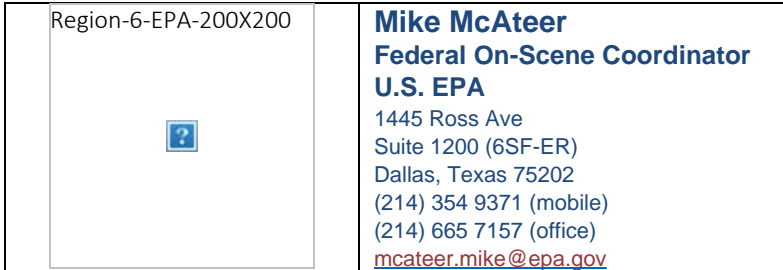 Region-6-EPA-200X200
Mike McAteer
Federal On-Scene Coordinator
U.S. EPA
1445 Ross Ave
Suite 1200 (6SF-ER)
Dallas, Texas 75202
(214) 354 9371 (mobile)
(214) 665 7157 (office)
mcateer.mike@epa.gov